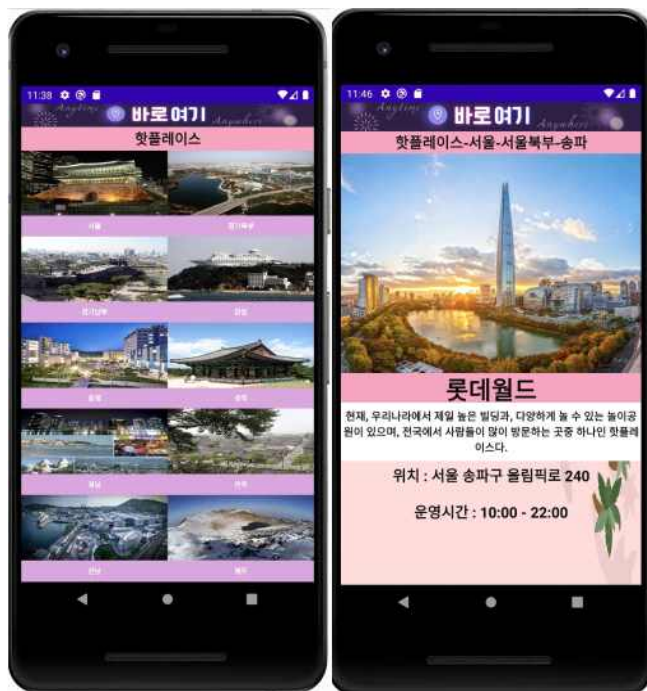 11:38
Anytime
바로여기
Anywhere
핫플레이스
서울
경기북부
경기남부
강원
충청
충북
경남
전북
전남
제주
11:46
Anytime
바로여기
Anywhere
핫플레이스-서울-서울북부-송파
롯데월드
현재, 우리나라에서 제일 높은 빌딩과, 다양하게 놀 수 있는 놀이공
원이 있으며, 전국에서 사람들이 많이 방문하는 곳중 하나인 핫플레
이스다.
위치 : 서울 송파구 올림픽로 240
운영시간 : 10:00 - 22:00